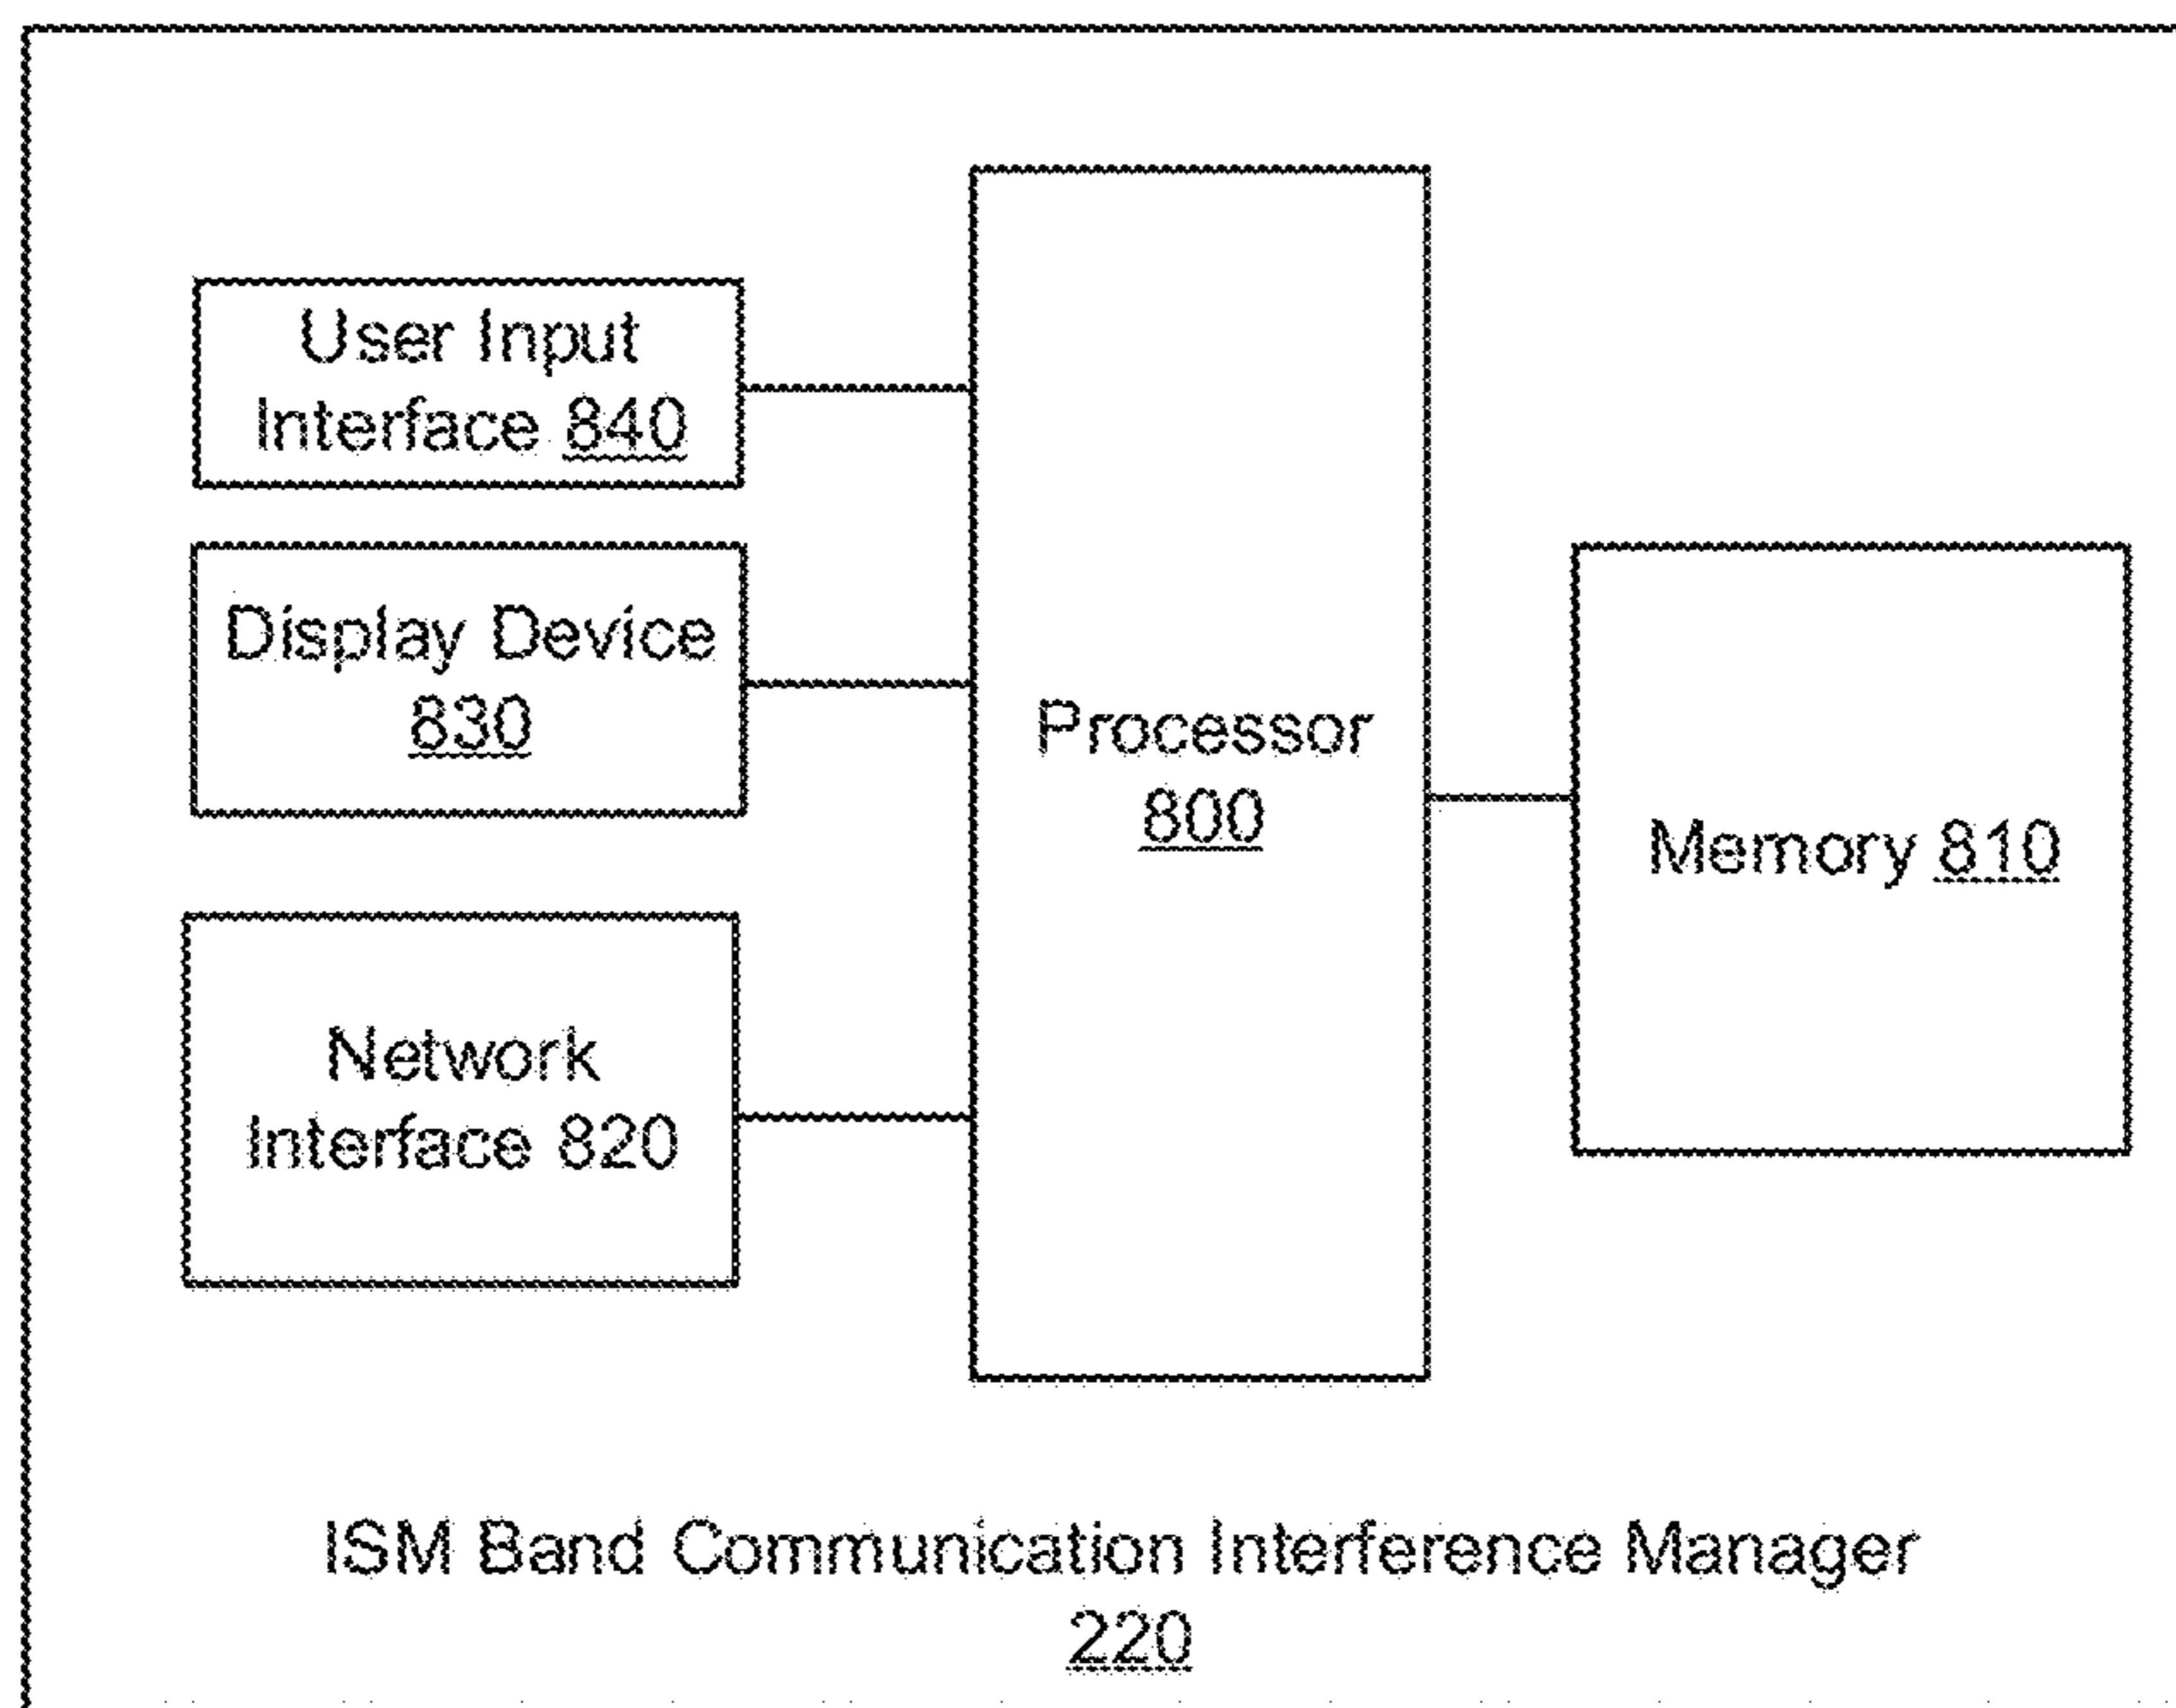 User Input
Interface 840
Display Device
830
Network
Interface 820
Processor
800
Memory 810
ISM Band Communication Interference Manager
220